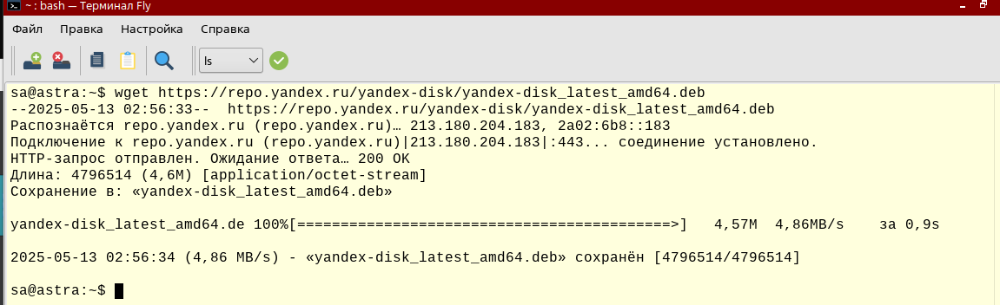 ~ : bash — Терминал Fly
Файл Правка Настройка Справка
ls
sa@astra:~$ wget https://repo.yandex.ru/yandex-disk/yandex-disk_latest_amd64.deb
--2025-05-13 02:56:33--  https://repo.yandex.ru/yandex-disk/yandex-disk_latest_amd64.deb
Распознаётся repo.yandex.ru (repo.yandex.ru)… 213.180.204.183, 2a02:6b8::183
Подключение к repo.yandex.ru (repo.yandex.ru)|213.180.204.183|:443... соединение установлено.
HTTP-запрос отправлен. Ожидание ответа… 200 OK
Длина: 4796514 (4,6M) [application/octet-stream]
Сохранение в: «yandex-disk_latest_amd64.deb»
yandex-disk_latest_amd64.de 100%[===========================================>]   4,57M  4,86MB/s    за 0,9s
2025-05-13 02:56:34 (4,86 MB/s) - «yandex-disk_latest_amd64.deb» сохранён [4796514/4796514]
sa@astra:~$